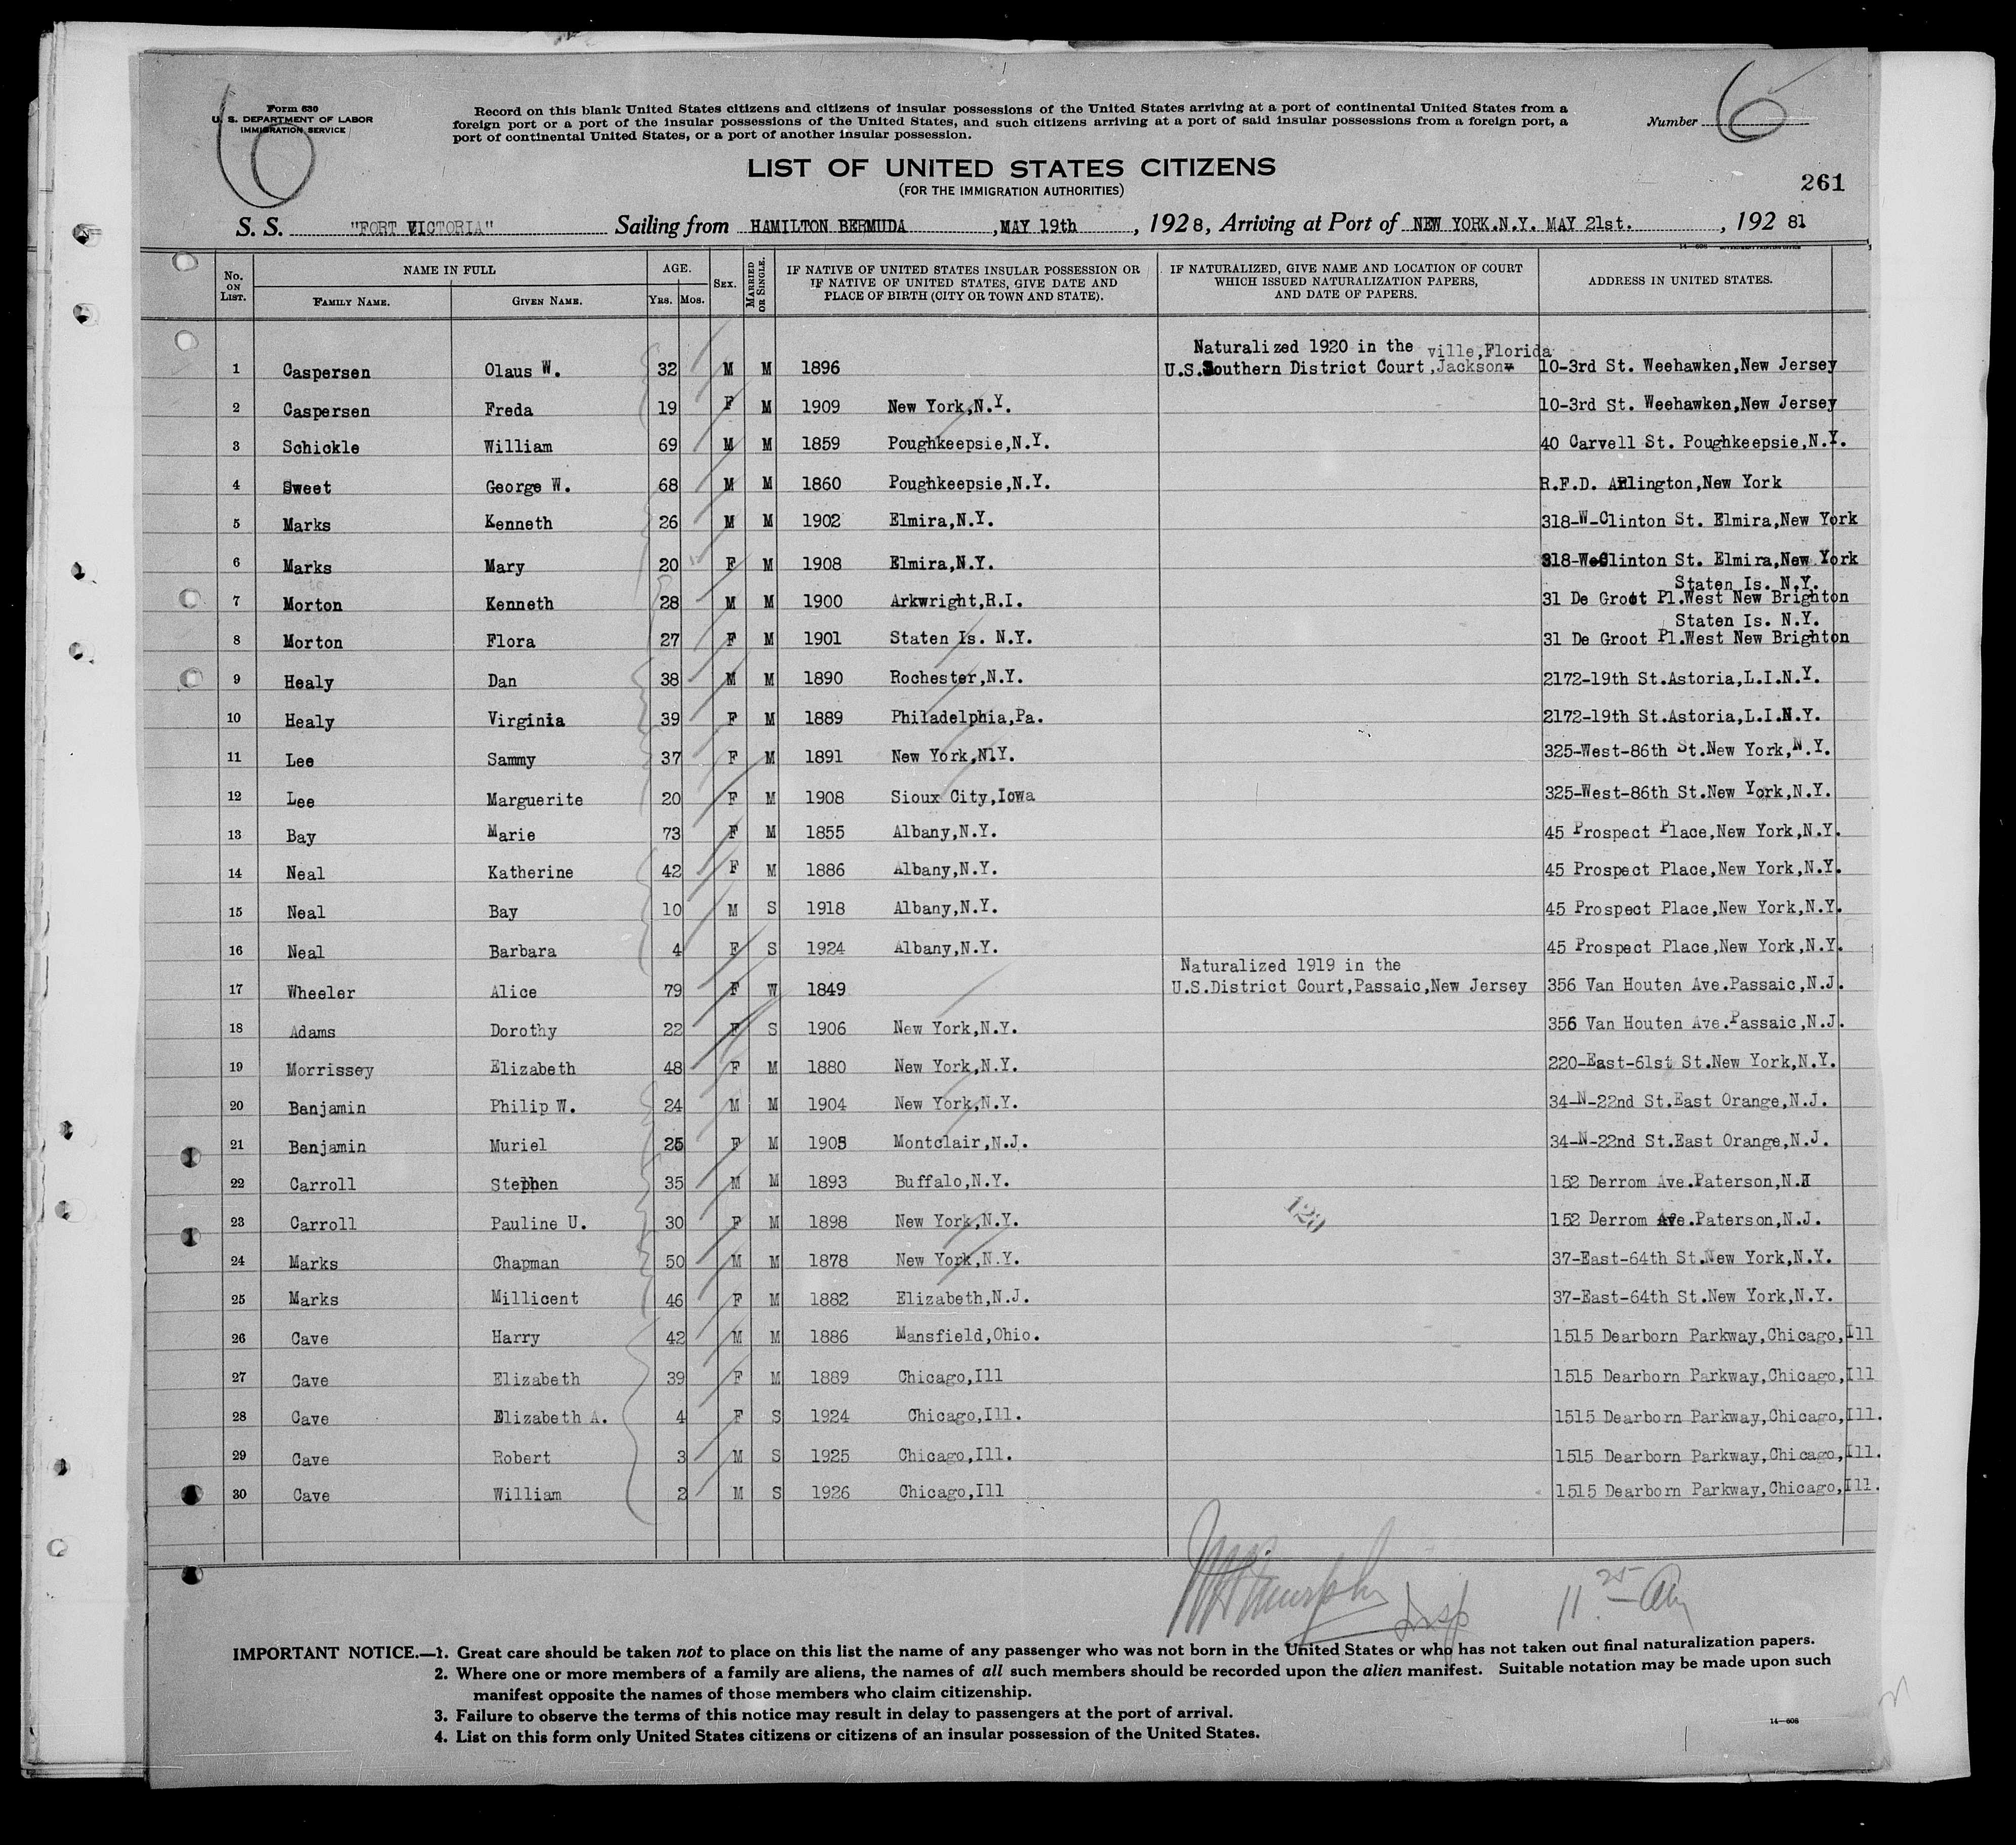 Form 630
U. S. DEPARTMENT OF LABOR
IMMIGRATION SERVICE
6
Record on this blank United States citizens and citizens of insular possessions of the United States arriving at a port of continental United States from a
foreign port or a port of the insular possessions of the United States, and such citizens arriving at a port of said insular possessions from a foreign port, a
port of continental United States, or a port of another insular possession.
Number 6
LIST OF UNITED STATES CITIZENS
(FOR THE IMMIGRATION AUTHORITIES)
261
S. S. "FORT VICTORIA" Sailing from HAMILTON BERMUDA ,MAY 19th , 1928, Arriving at Port of NEW YORK.N.Y. MAY 21st. , 192 81
No. ON LIST. NAME IN FULL FAMILY NAME. GIVEN NAME. AGE. YRS. MOS. SEX. MARRIED OR SINGLE. IF NATIVE OF UNITED STATES INSULAR POSSESSION OR IF NATIVE OF UNITED STATES, GIVE DATE AND PLACE OF BIRTH (CITY OR TOWN AND STATE). IF NATURALIZED, GIVE NAME AND LOCATION OF COURT WHICH ISSUED NATURALIZATION PAPERS, AND DATE OF PAPERS. ADDRESS IN UNITED STATES.
Naturalized 1920 in the ville,Florida
1 Caspersen Olaus W. 32 M M 1896 U.S.Southern District Court,Jackson- 10-3rd St. Weehawken,New Jersey
2 Caspersen Freda 19 F M 1909 New York,N.Y. 10-3rd St. Weehawken,New Jersey
3 Schickle William 69 M M 1859 Poughkeepsie,N.Y. 40 Carvell St. Poughkeepsie,N.Y.
4 Sweet George W. 68 M M 1860 Poughkeepsie,N.Y. R.F.D. Arlington,New York
5 Marks Kenneth 26 M M 1902 Elmira,N.Y. 318-W-Clinton St. Elmira,New York
6 Marks Mary 20 F M 1908 Elmira,N.Y. 318-W-Clinton St. Elmira,New York
Staten Is. N.Y.
7 Morton Kenneth 28 M M 1900 Arkwright,R.I. 31 De Groot Pl.West New Brighton
Staten Is. N.Y.
8 Morton Flora 27 F M 1901 Staten Is. N.Y. 31 De Groot Pl.West New Brighton
9 Healy Dan 38 M M 1890 Rochester,N.Y. 2172-19th St.Astoria,L.I.N.Y.
10 Healy Virginia 39 F M 1889 Philadelphia,Pa. 2172-19th St.Astoria,L.I.N.Y.
11 Lee Sammy 37 F M 1891 New York,N.Y. 325-West-86th St.New York,N.Y.
12 Lee Marguerite 20 F M 1908 Sioux City,Iowa 325-West-86th St.New York,N.Y.
13 Bay Marie 73 F M 1855 Albany,N.Y. 45 Prospect Place,New York,N.Y.
14 Neal Katherine 42 F M 1886 Albany,N.Y. 45 Prospect Place,New York,N.Y.
15 Neal Bay 10 M S 1918 Albany,N.Y. 45 Prospect Place,New York,N.Y.
16 Neal Barbara 4 F S 1924 Albany,N.Y. 45 Prospect Place,New York,N.Y.
Naturalized 1919 in the
17 Wheeler Alice 79 F W 1849 U.S.District Court,Passaic,New Jersey 356 Van Houten Ave.Passaic,N.J.
18 Adams Dorothy 22 F S 1906 New York,N.Y. 356 Van Houten Ave.Passaic,N.J.
19 Morrissey Elizabeth 48 F M 1880 New York,N.Y. 220-East-61st St.New York,N.Y.
20 Benjamin Philip W. 24 M M 1904 New York,N.Y. 34-N-22nd St.East Orange,N.J.
21 Benjamin Muriel 25 F M 1905 Montclair,N.J. 34-N-22nd St.East Orange,N.J.
22 Carroll Stephen 35 M M 1893 Buffalo,N.Y. 152 Derrom Ave.Paterson,N.J
23 Carroll Pauline U. 30 F M 1898 New York,N.Y. 152 Derrom Ave.Paterson,N.J.
120
24 Marks Chapman 50 M M 1878 New York,N.Y. 37-East-64th St.New York,N.Y.
25 Marks Millicent 46 F M 1882 Elizabeth,N.J. 37-East-64th St.New York,N.Y.
26 Cave Harry 42 M M 1886 Mansfield,Ohio. 1515 Dearborn Parkway,Chicago,Ill
27 Cave Elizabeth 39 F M 1889 Chicago,Ill 1515 Dearborn Parkway,Chicago,Ill
28 Cave Elizabeth A. 4 F S 1924 Chicago,Ill. 1515 Dearborn Parkway,Chicago,Ill.
29 Cave Robert 3 M S 1925 Chicago,Ill. 1515 Dearborn Parkway,Chicago,Ill.
30 Cave William 2 M S 1926 Chicago,Ill 1515 Dearborn Parkway,Chicago,Ill.
Murphy Insp 11 25 AM
IMPORTANT NOTICE.—1. Great care should be taken not to place on this list the name of any passenger who was not born in the United States or who has not taken out final naturalization papers.
2. Where one or more members of a family are aliens, the names of all such members should be recorded upon the alien manifest. Suitable notation may be made upon such
manifest opposite the names of those members who claim citizenship.
3. Failure to observe the terms of this notice may result in delay to passengers at the port of arrival.
4. List on this form only United States citizens or citizens of an insular possession of the United States.
14—608